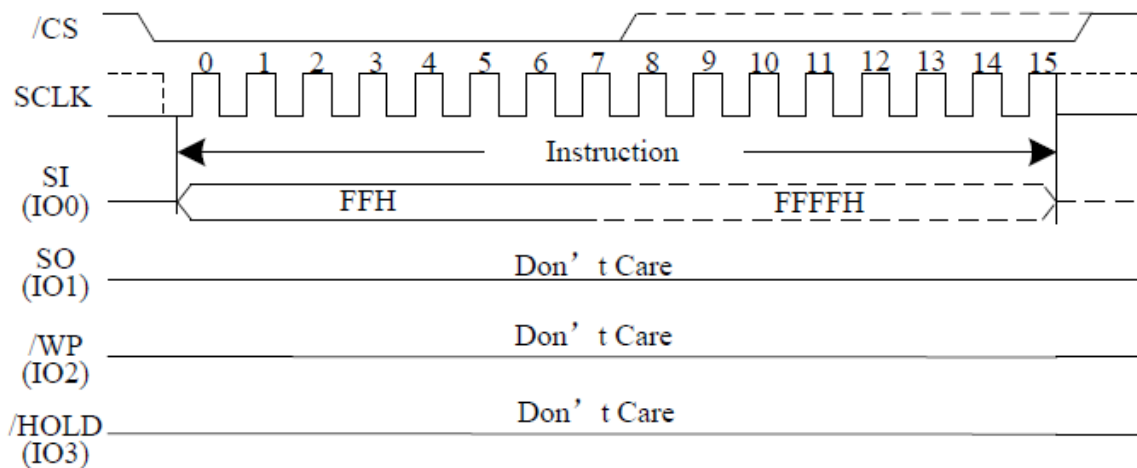 /CS
0 1 2 3 4 5 6 7 8 9 10 11 12 13 14 15
SCLK
Instruction
SI
(IO0)
FFH FFFFH
SO
(IO1)
Don’t Care
/WP
(IO2)
Don’t Care
/HOLD
(IO3)
Don’t Care